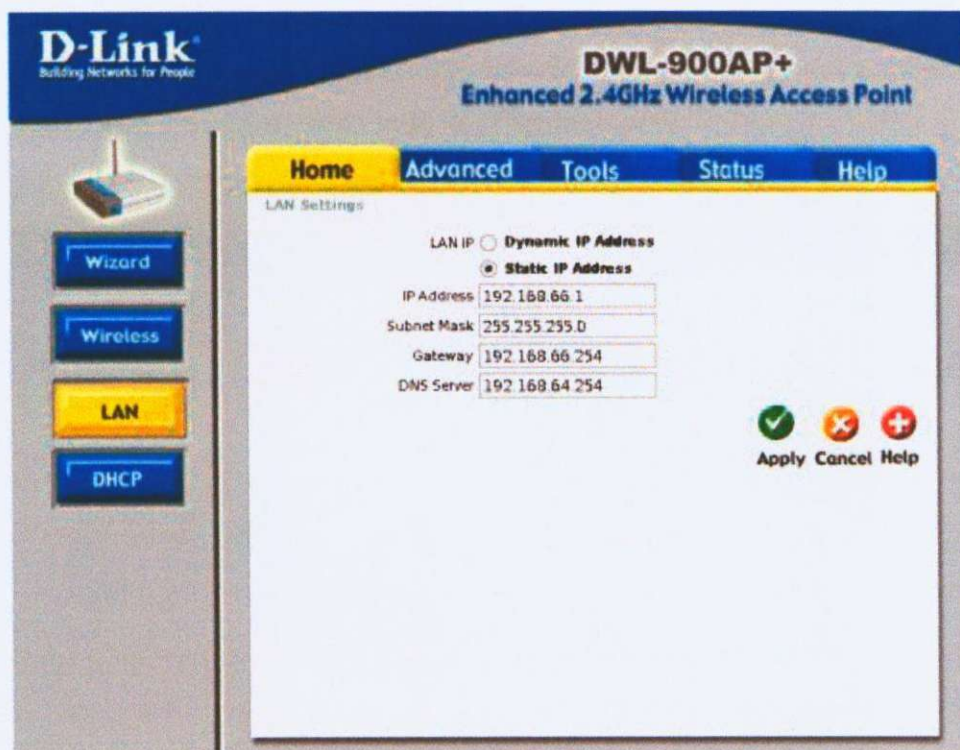 D-Link
Building Networks for People
DWL-900AP+
Enhanced 2.4GHz Wireless Access Point
Home Advanced Tools Status Help
LAN Settings
Wizard
Wireless
LAN
DHCP
LAN IP Dynamic IP Address
Static IP Address
IP Address 192.168.66.1
Subnet Mask 255.255.255.0
Gateway 192.168.66.254
DNS Server 192.168.64.254
Apply Cancel Help